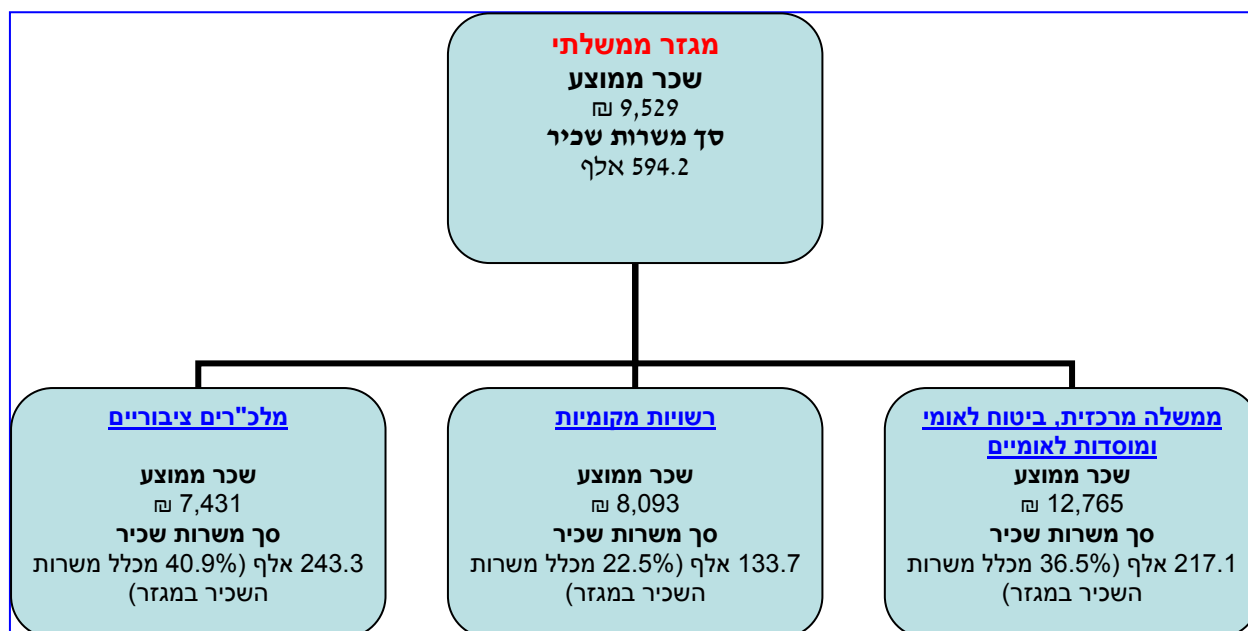 מגזר ממשלתי
שכר ממוצע
9,529 ₪
סך משרות שכיר
594.2 אלף
ממשלה מרכזית, ביטוח לאומי
ומוסדות לאומיים
שכר ממוצע
12,765 ₪
סך משרות שכיר
217.1 אלף (36.5% מכלל משרות
השכיר במגזר)
רשויות מקומיות
שכר ממוצע
8,093 ₪
סך משרות שכיר
133.7 אלף (22.5% מכלל משרות
השכיר במגזר)
מלכ"רים ציבוריים
שכר ממוצע
7,431 ₪
סך משרות שכיר
243.3 אלף (40.9% מכלל משרות
השכיר במגזר)